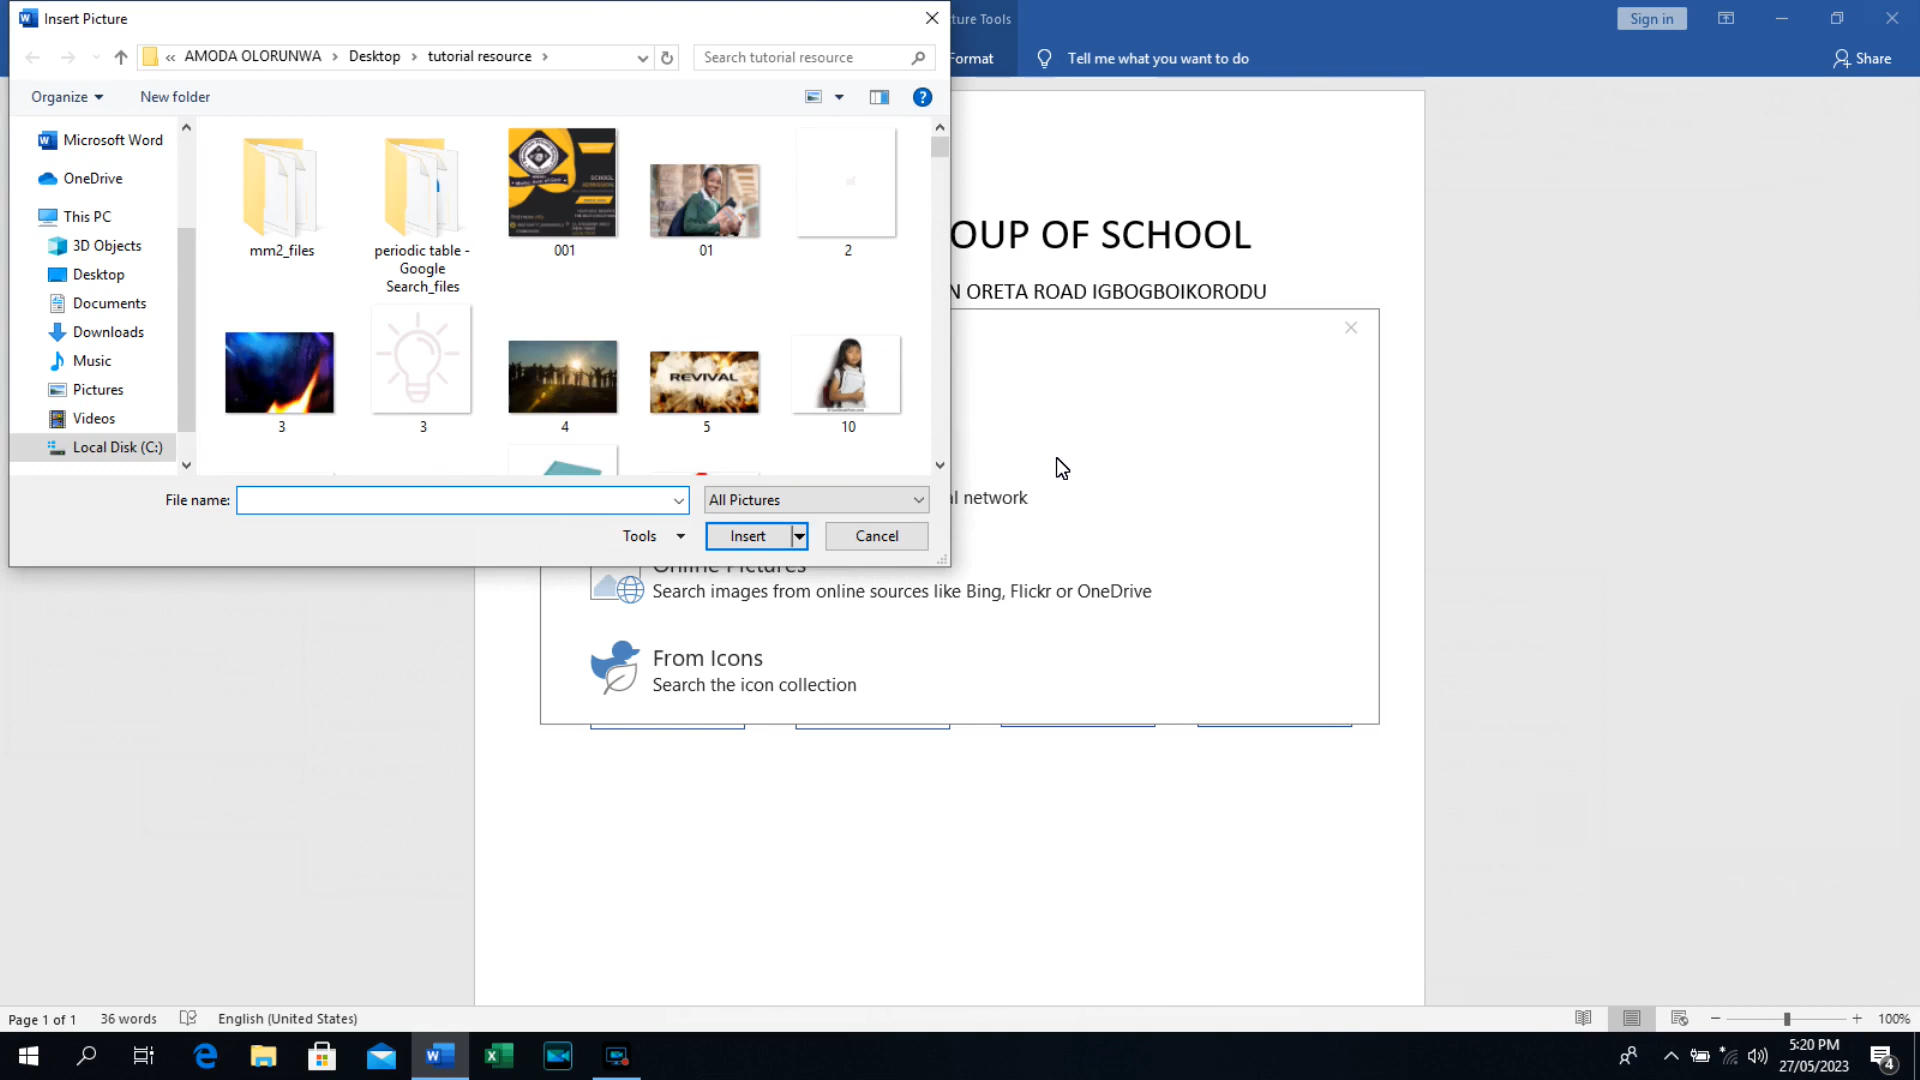 Insert Picture
« AMODA OLORUNWA › Desktop › tutorial resource ›
Search tutorial resource
Organize
New folder
Microsoft Word
OneDrive
This PC
3D Objects
Desktop
Documents
Downloads
Music
Pictures
Videos
Local Disk (C:)
mm2_files
periodic table -
Google
Search_files
001
01
2
3
3
4
5
10
SCHOOL
REVIVAL
File name:
All Pictures
Tools
Insert
Cancel
ture Tools
Format
Tell me what you want to do
Sign in
Share
OUP OF SCHOOL
N ORETA ROAD IGBOGBOIKORODU
al network
Online Pictures
Search images from online sources like Bing, Flickr or OneDrive
From Icons
Search the icon collection
Page 1 of 1
36 words
English (United States)
100%
5:20 PM
27/05/2023
4